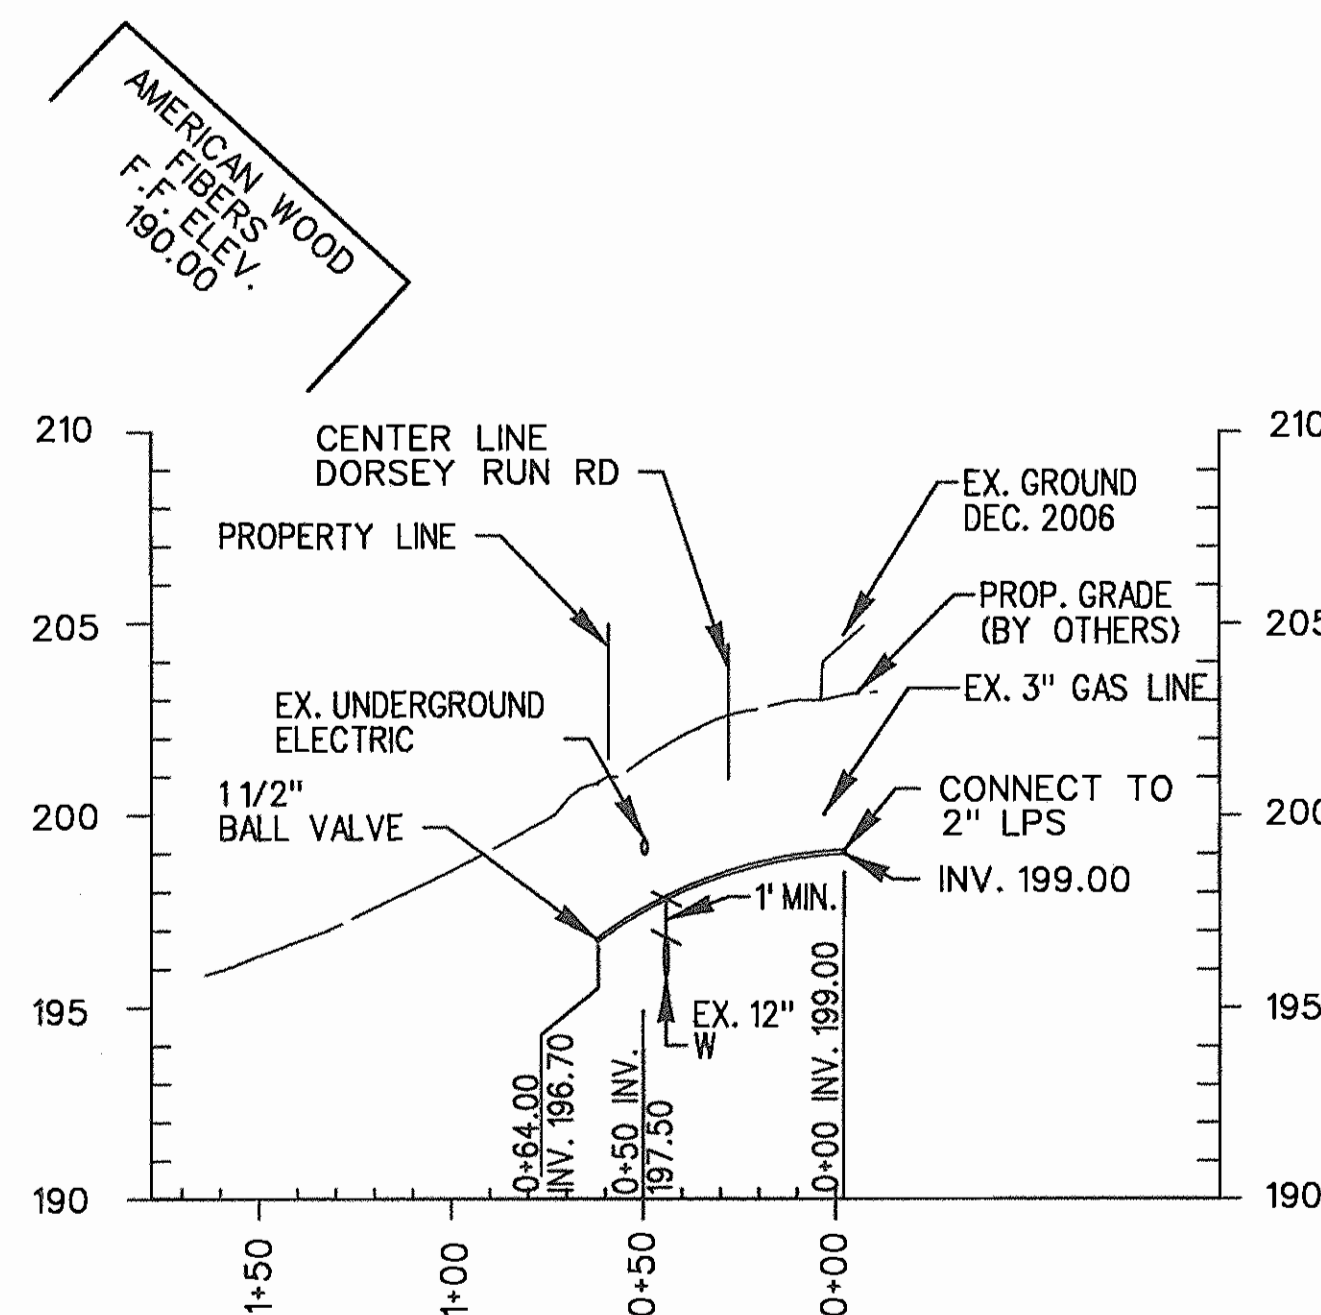 AMERICAN WOOD
FIBERS
F.F. ELEV.
190.00
210
210
CENTER LINE
DORSEY RUN RD
EX. GROUND
DEC. 2006
PROPERTY LINE
PROP. GRADE
(BY OTHERS)
205
205
EX. UNDERGROUND
ELECTRIC
EX. 3" GAS LINE
1 1/2"
BALL VALVE
CONNECT TO
2" LPS
200
200
INV. 199.00
1' MIN.
EX. 12"
W
195
195
0+64.00
INV. 196.70
0+50 INV.
197.50
0+00 INV. 199.00
190
190
1+50
1+00
0+50
0+00